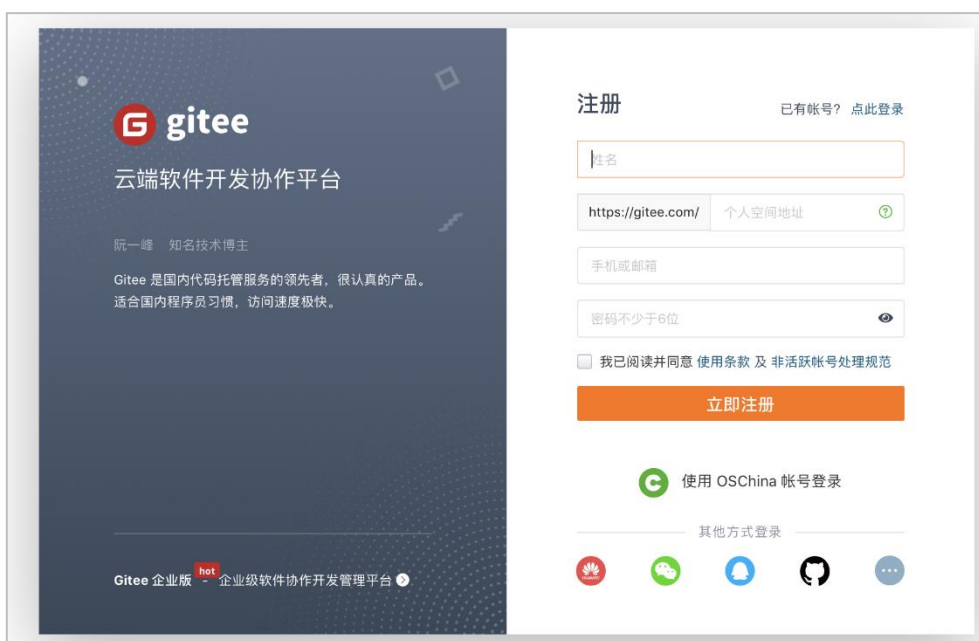 gitee
云端软件开发协作平台
阮一峰 知名技术博主
Gitee 是国内代码托管服务的领先者，很认真的产品。
适合国内程序员习惯，访问速度极快。
Gitee 企业版 hot - 企业级软件协作开发管理平台
注册
已有帐号? 点此登录
姓名
https://gitee.com/ 个人空间地址
手机或邮箱
密码不少于6位
我已阅读并同意 使用条款 及 非活跃帐号处理规范
立即注册
使用 OSChina 帐号登录
其他方式登录